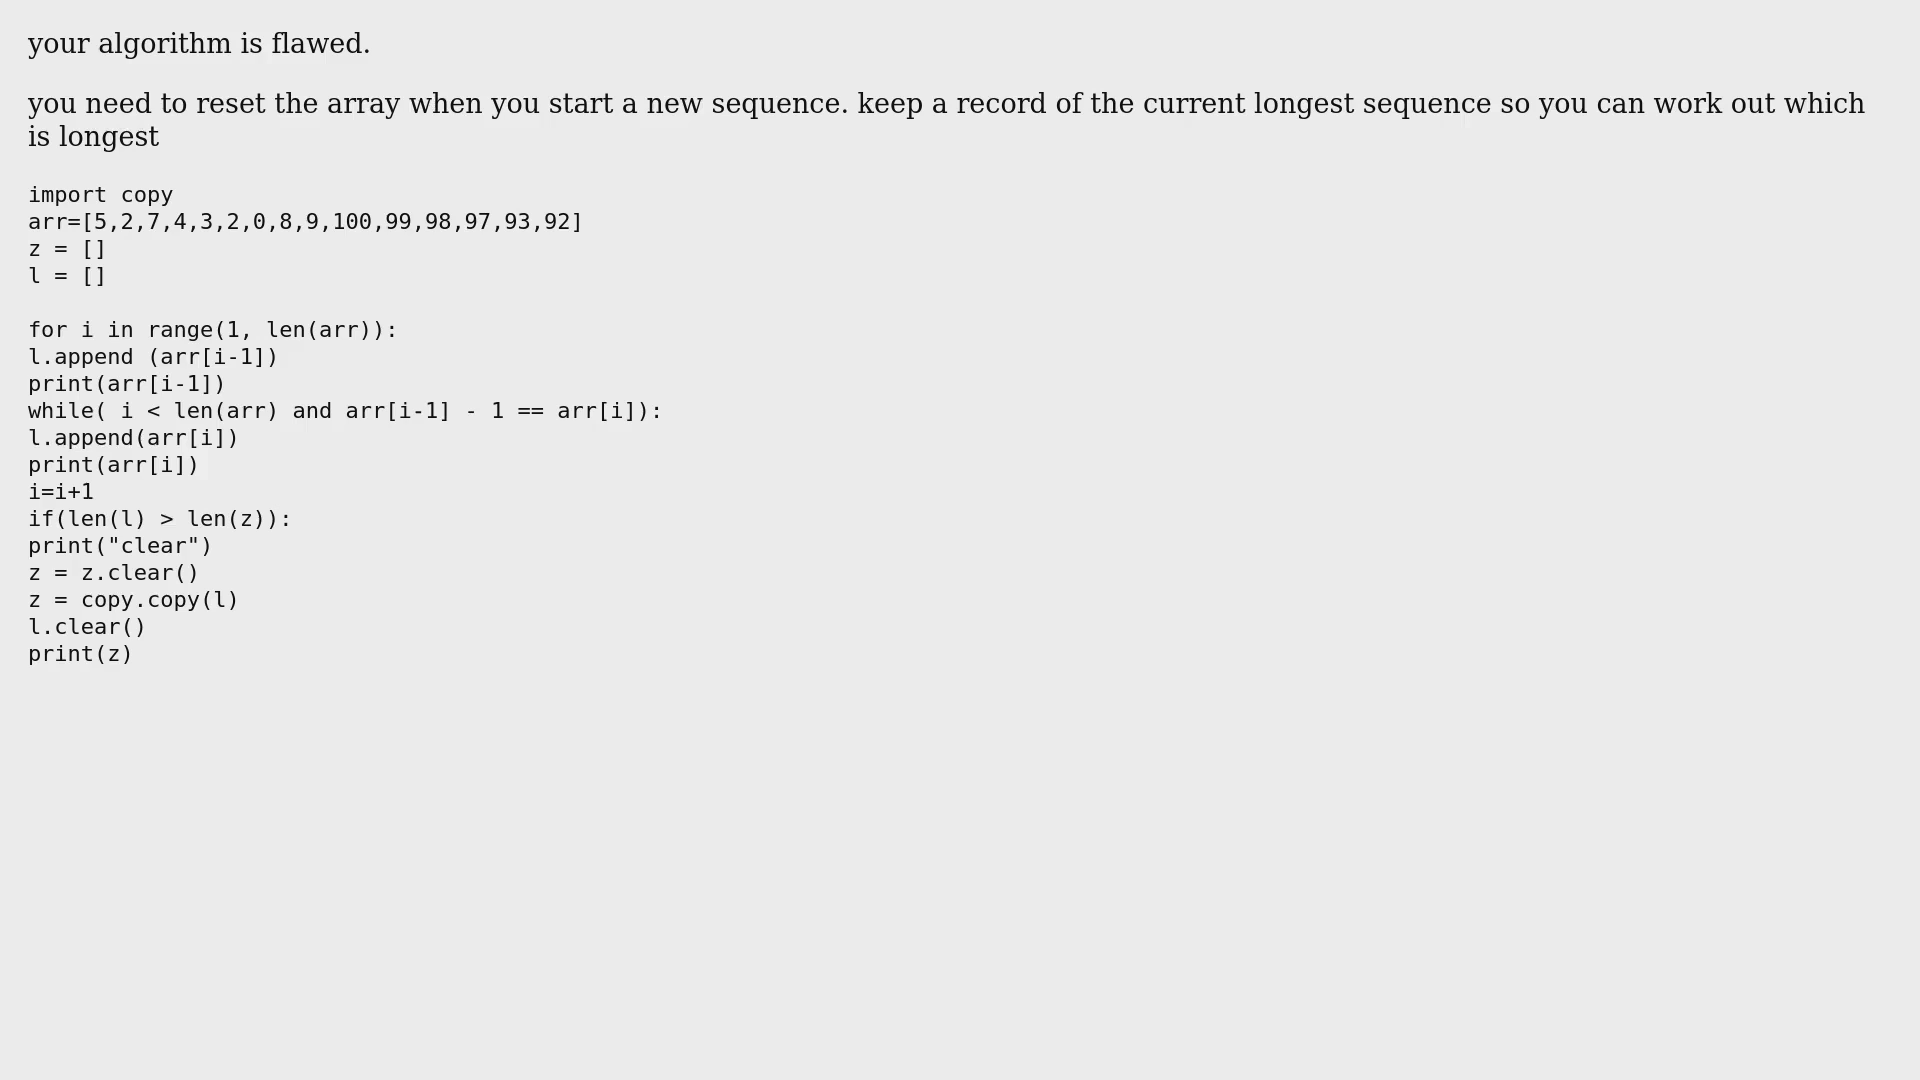 your algorithm is flawed.
you need to reset the array when you start a new sequence. keep a record of the current longest sequence so you can work out which
is longest
import copy
arr=[5,2,7,4,3,2,0,8,9,100,99,98,97,93,92]
z = []
l = []
for i in range(1, len(arr)):
l.append (arr[i-1])
print(arr[i-1])
while( i < len(arr) and arr[i-1] - 1 == arr[i]):
l.append(arr[i])
print(arr[i])
i=i+1
if(len(l) > len(z)):
print("clear")
z = z.clear()
z = copy.copy(l)
l.clear()
print(z)